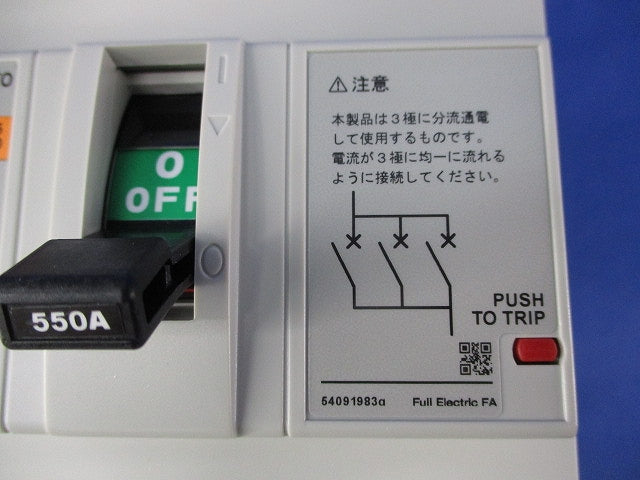 ⚠注意
本製品は3極に分流通電
して使用するものです。
電流が3極に均一に流れる
ように接続してください。
O
OFF
550A
PUSH
TO TRIP
54091983a
Fuji Electric FA